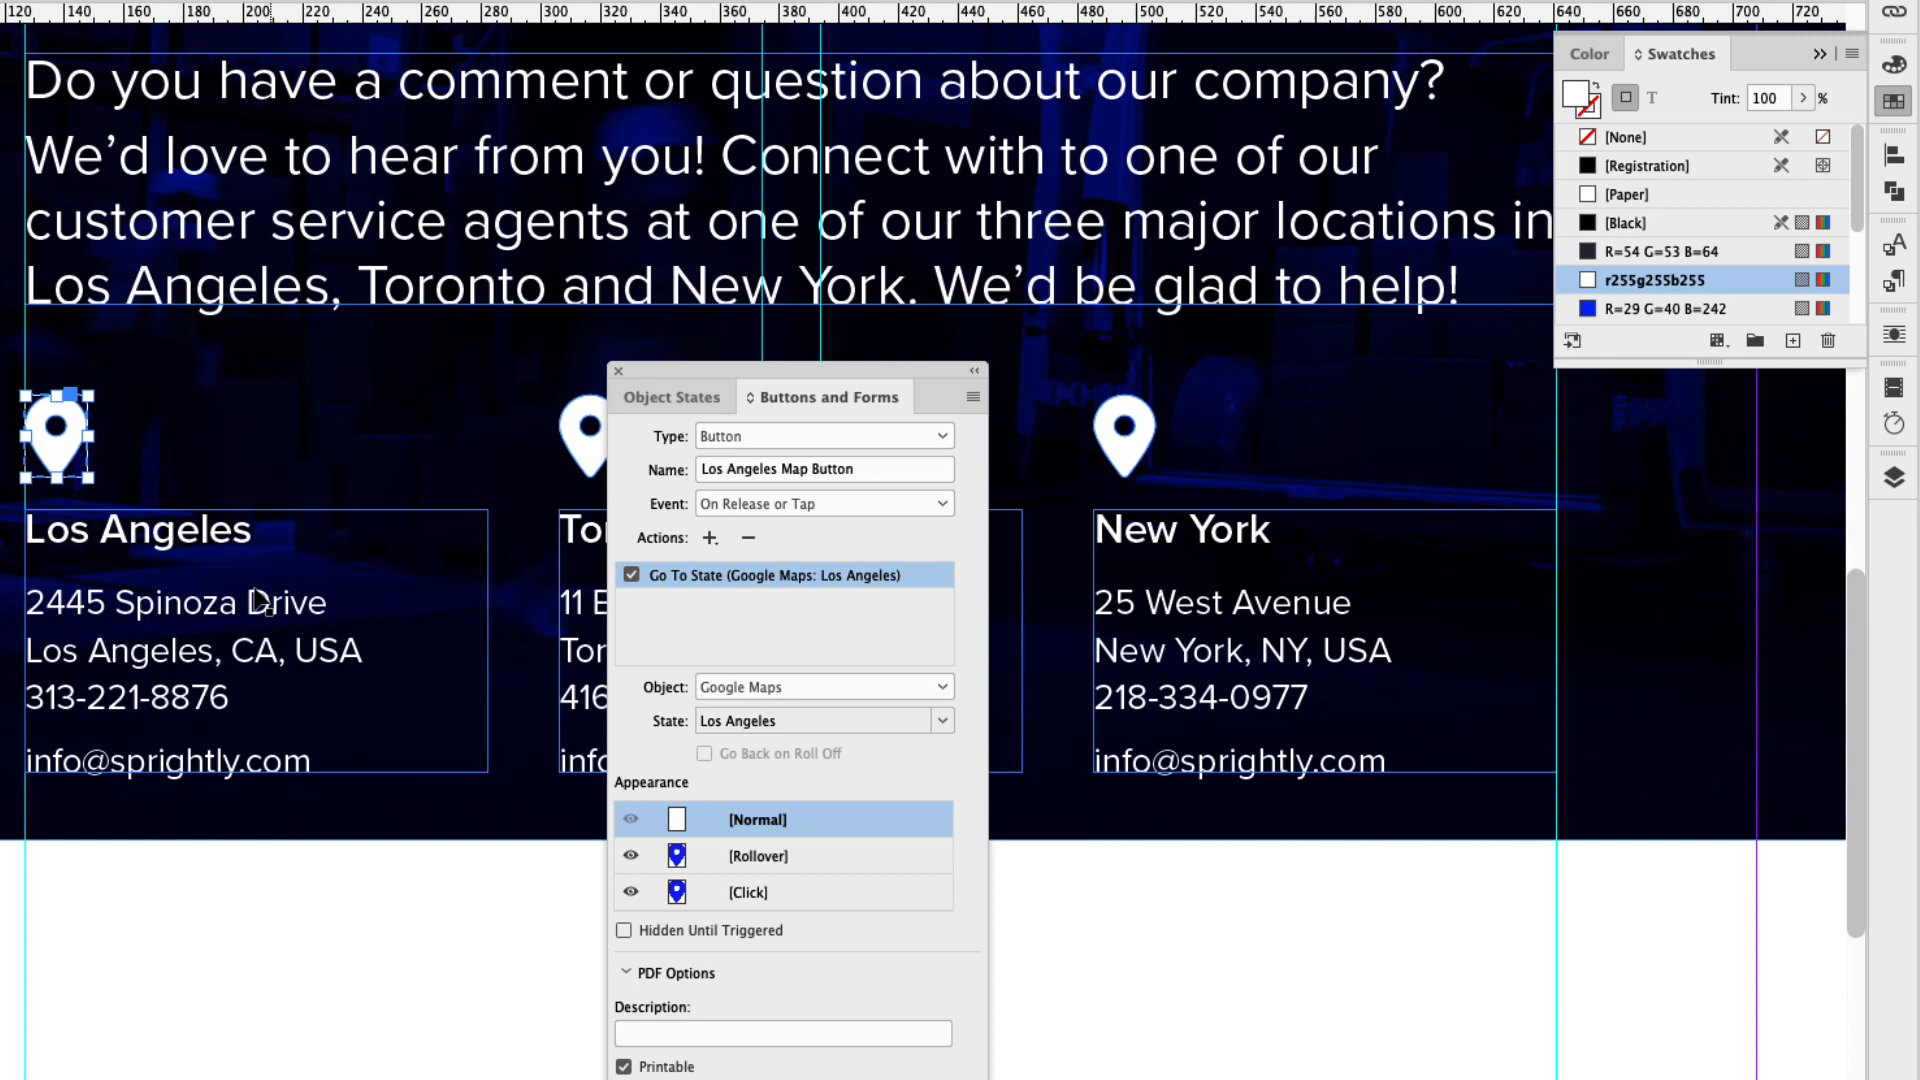 120 140 160 180 200 220 240 260 280 300 320 340 360 380 400 420 440 460 480 500 520 540 560 580 600 620 640 660 680 700 720
Do you have a comment or question about our company?
We’d love to hear from you! Connect with to one of our
customer service agents at one of our three major locations in
Los Angeles, Toronto and New York. We’d be glad to help!
Color
Swatches
T
Tint: 100 %
[None]
[Registration]
[Paper]
[Black]
R=54 G=53 B=64
r255g255b255
R=29 G=40 B=242
Los Angeles
2445 Spinoza Drive
Los Angeles, CA, USA
313-221-8876
info@sprightly.com
11
416
New York
25 West Avenue
New York, NY, USA
218-334-0977
info@sprightly.com
Object States
Buttons and Forms
Type: Button
Name: Los Angeles Map Button
Event: On Release or Tap
Actions:
Go To State (Google Maps: Los Angeles)
Object: Google Maps
State: Los Angeles
Go Back on Roll Off
Appearance
[Normal]
[Rollover]
[Click]
Hidden Until Triggered
PDF Options
Description:
Printable